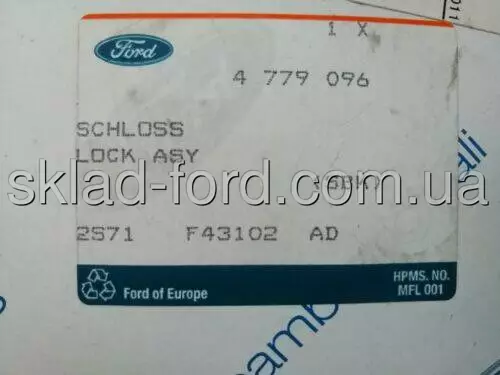 1 X
Ford
4 779 096
SCHLOSS
LOCK ASY
sklad-ford.com.ua
2S71 F43102 AD
Ford of Europe
HPMS. NO.
MFL 001